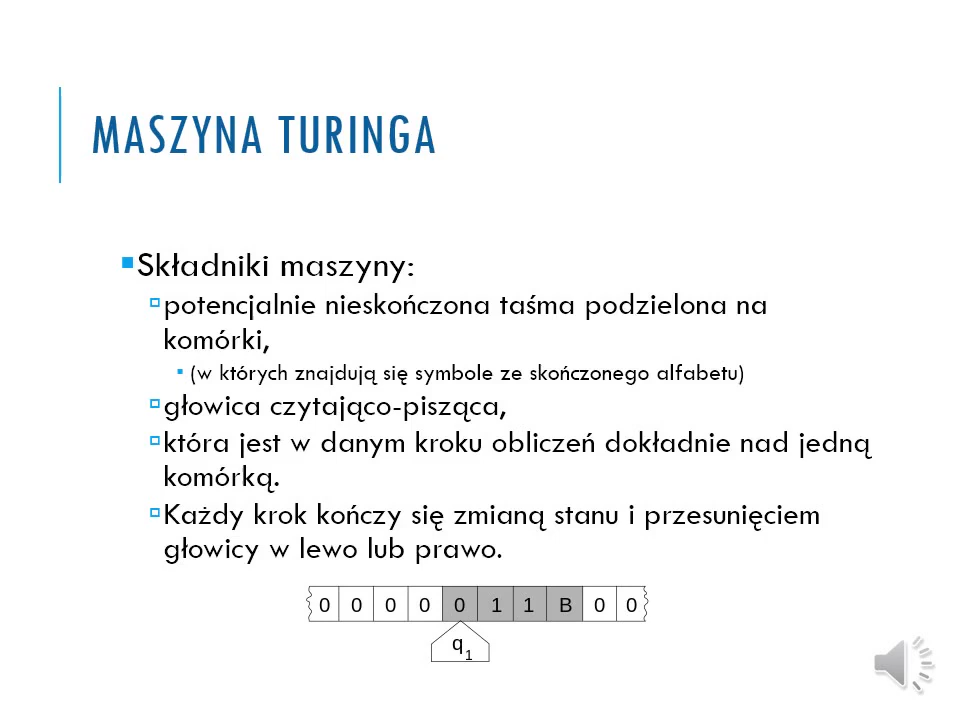 MASZYNA TURINGA
Składniki maszyny:
potencjalnie nieskończona taśma podzielona na
komórki,
(w których znajdują się symbole ze skończonego alfabetu)
głowica czytająco-pisząca,
która jest w danym kroku obliczeń dokładnie nad jedną
komórką.
Każdy krok kończy się zmianą stanu i przesunięciem
głowicy w lewo lub prawo.
0 0 0 0 0 1 1 B 0 0
q1